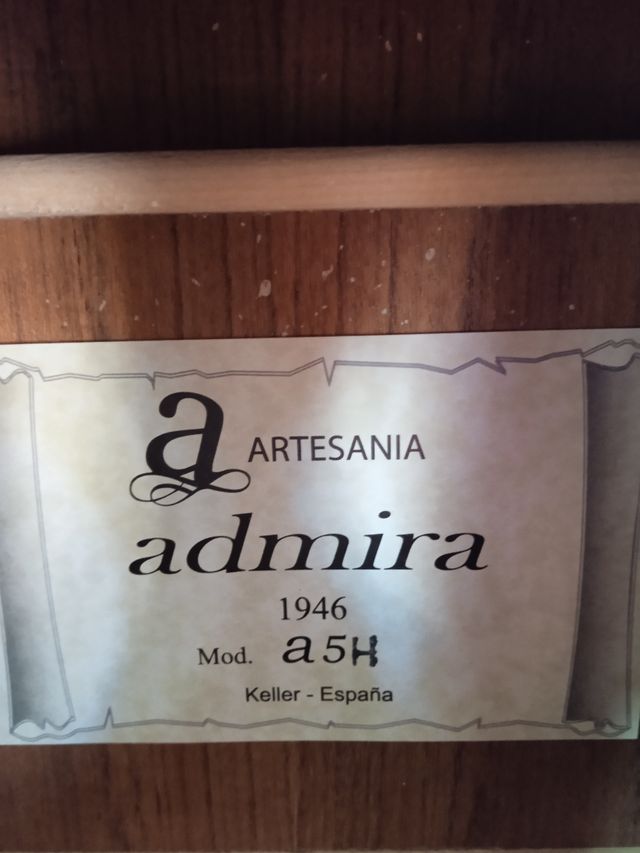 a ARTESANIA
admira
1946
Mod. a5H
Keller - España